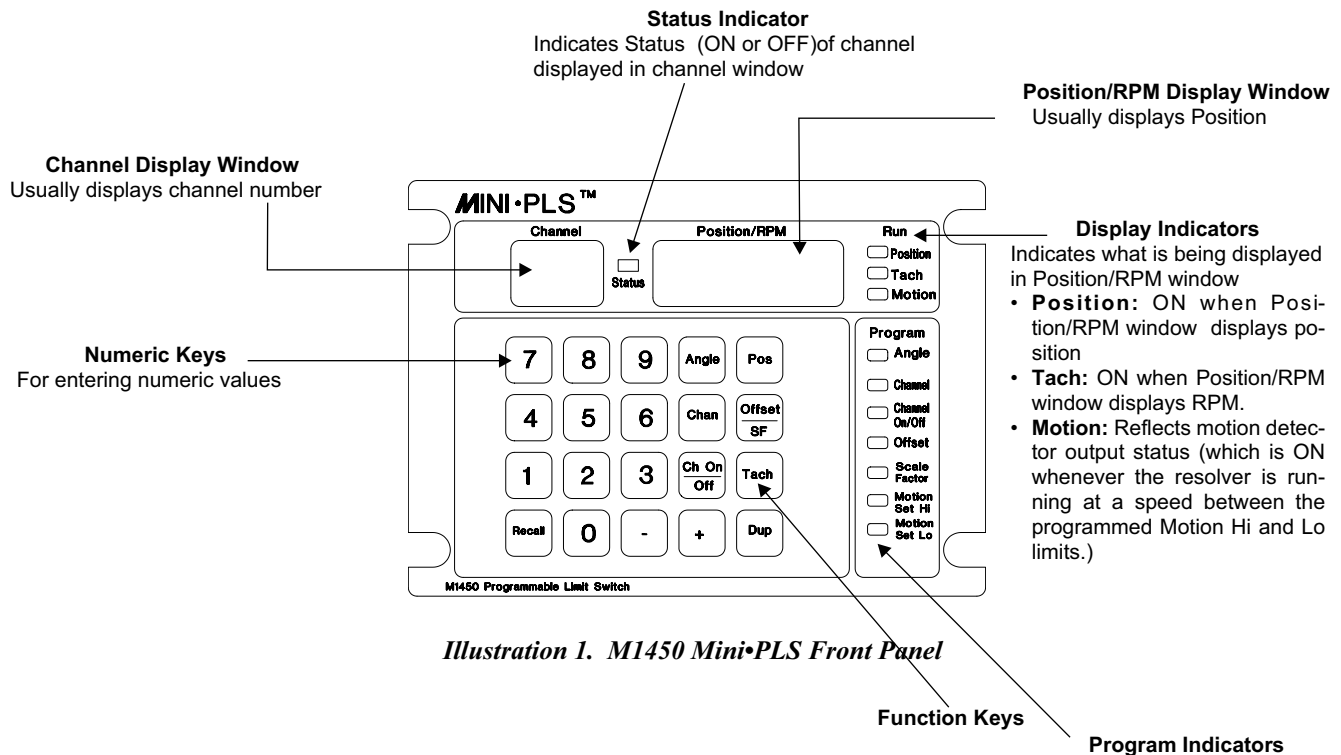 Status Indicator
Indicates Status (ON or OFF)of channel
displayed in channel window
Position/RPM Display Window
Usually displays Position
Channel Display Window
Usually displays channel number
MINI•PLS™
Channel
Status
Position/RPM
Run
Position
Tach
Motion
Display Indicators
Indicates what is being displayed
in Position/RPM window
• Position: ON when Posi-
tion/RPM window displays po-
sition
• Tach: ON when Position/RPM
window displays RPM.
• Motion: Reflects motion detec-
tor output status (which is ON
whenever the resolver is run-
ning at a speed between the
programmed Motion Hi and Lo
limits.)
Numeric Keys
For entering numeric values
7 8 9 Angle Pos
4 5 6 Chan Offset
SF
1 2 3 Ch On
Off
Tach
Recall 0 - + Dup
Program
Angle
Channel
Channel
On/Off
Offset
Scale
Factor
Motion
Set Hi
Motion
Set Lo
M1450 Programmable Limit Switch
Illustration 1. M1450 Mini•PLS Front Panel
Function Keys
Program Indicators